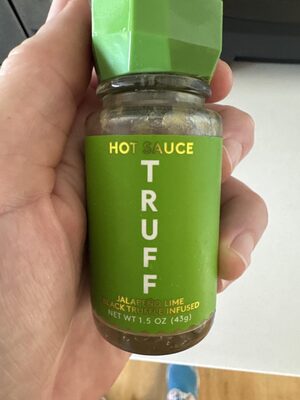 HOT SAUCE
TRUFF
JALAPEÑO LIME
BLACK TRUFFLE INFUSED
NET WT 1.5 OZ (43g)